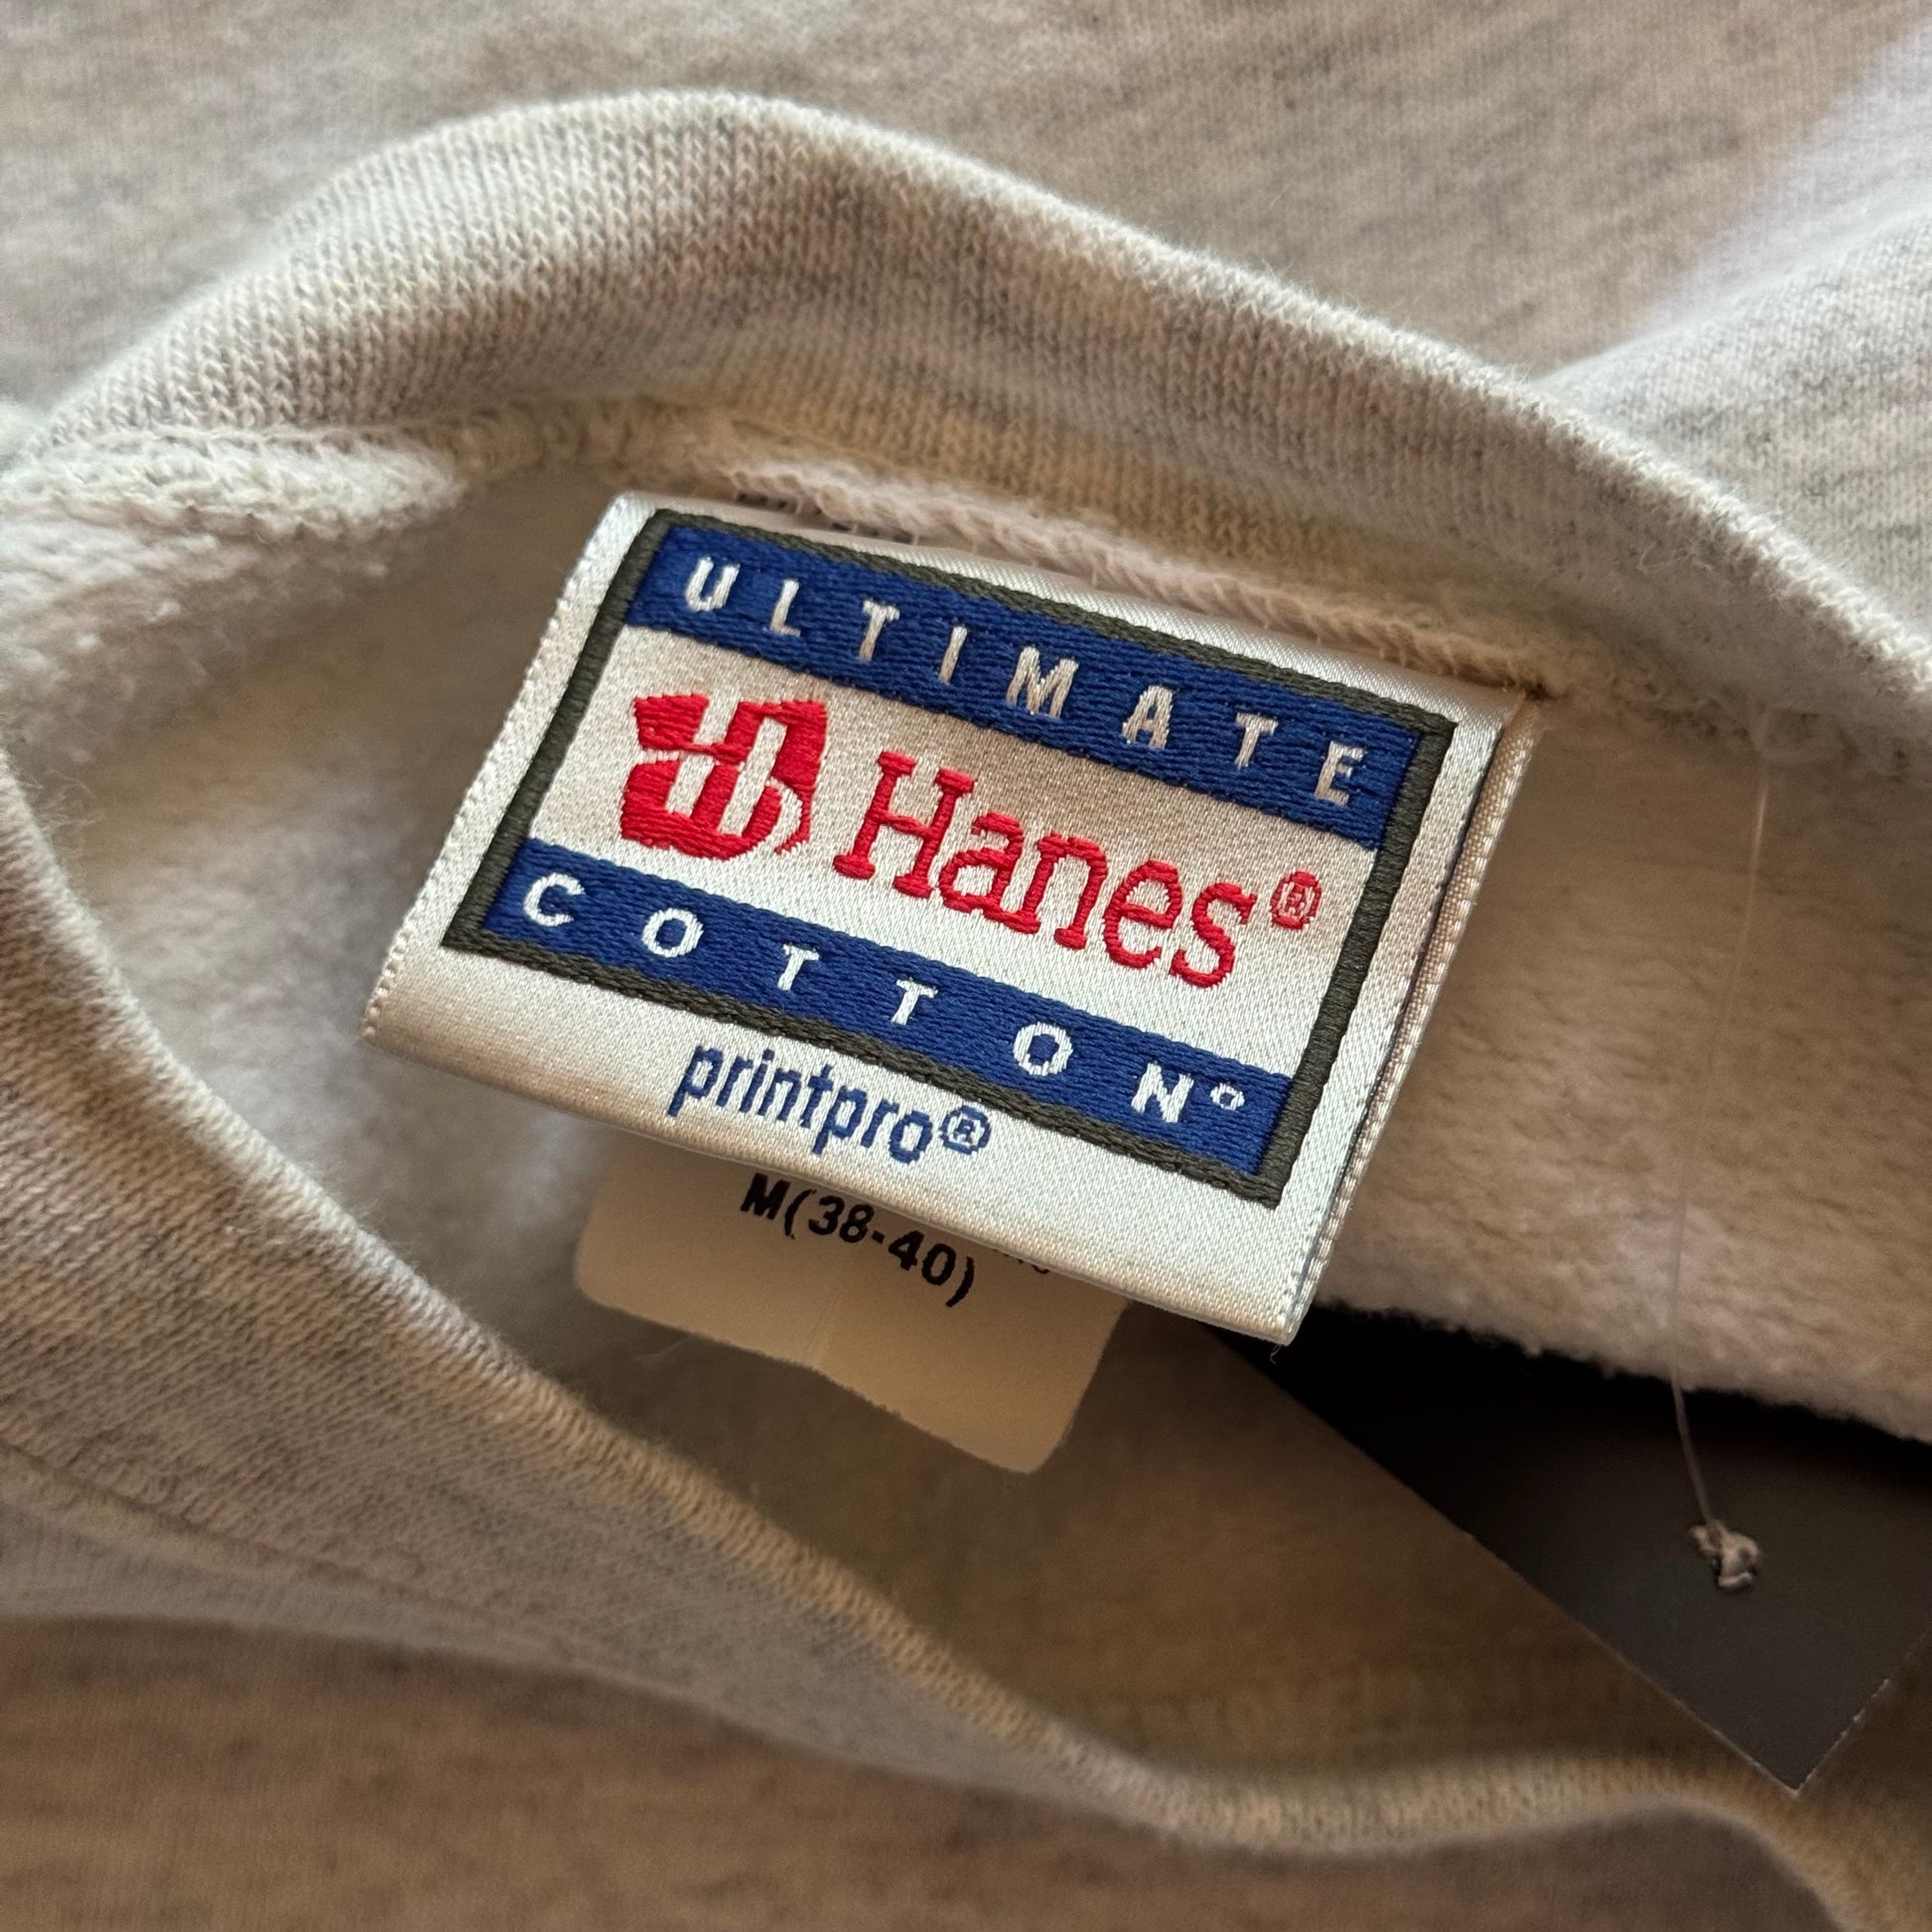 ULTIMATE
Hanes®
COTTON°
printpro®
M(38-40)